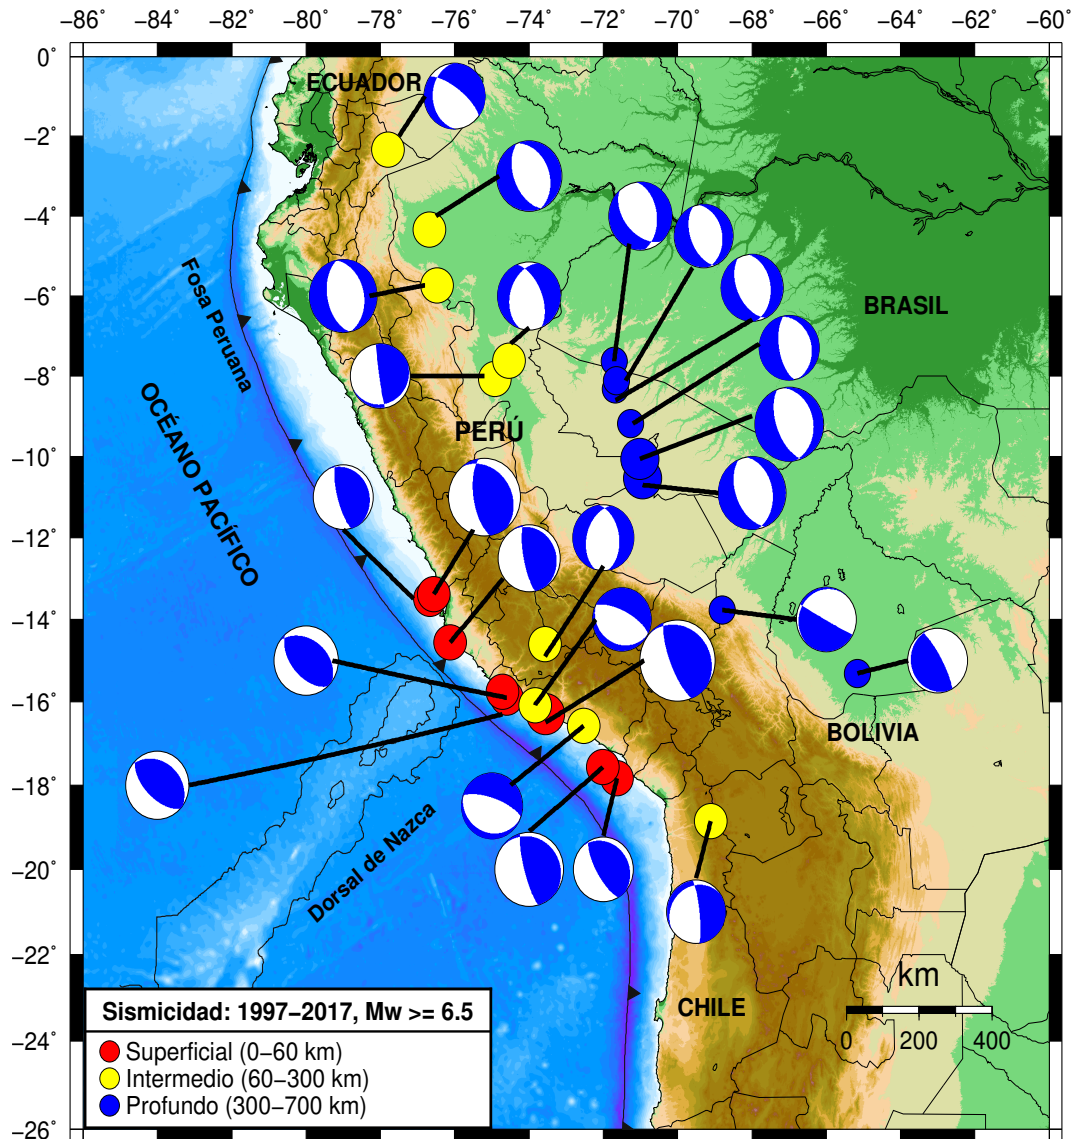 −86° −84° −82° −80° −78° −76° −74° −72° −70° −68° −66° −64° −62° −60°
0°
−2°
−4°
−6°
−8°
−10°
−12°
−14°
−16°
−18°
−20°
−22°
−24°
−26°
ECUADOR
BRASIL
Fosa Peruana
OCÉANO PACÍFICO
PERÚ
BOLIVIA
Dorsal de Nazca
CHILE
km
0 200 400
Sismicidad: 1997−2017, Mw >= 6.5
Superficial (0−60 km)
Intermedio (60−300 km)
Profundo (300−700 km)